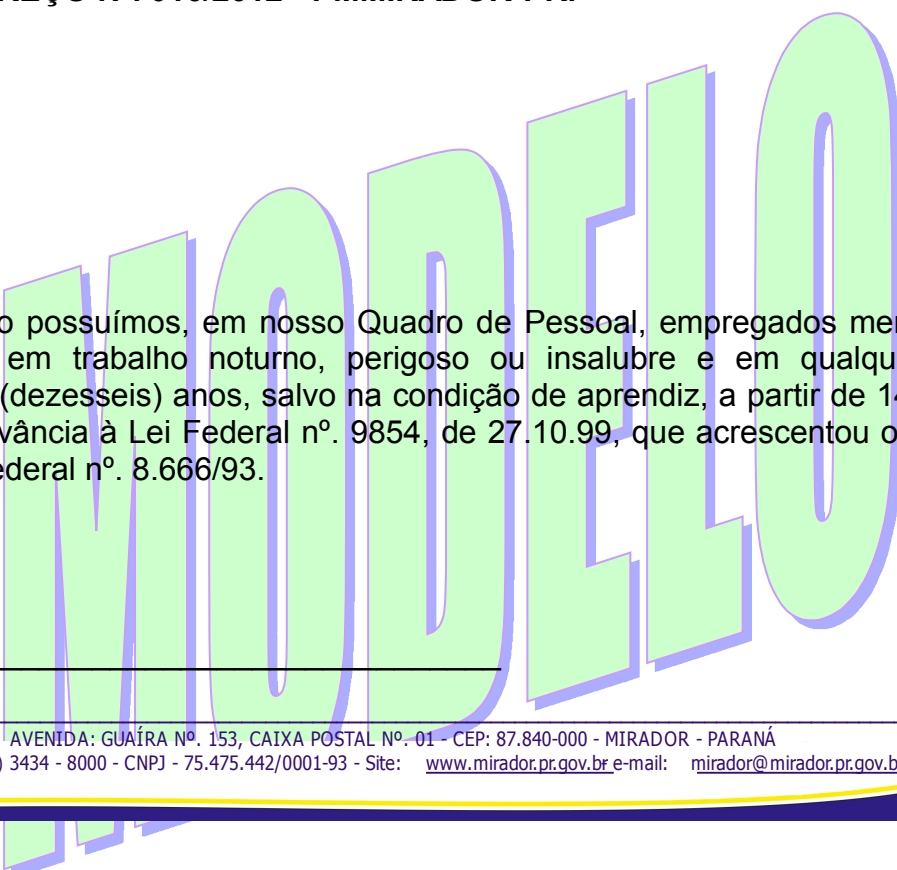 MODELO
o possuímos, em nosso Quadro de Pessoal, empregados mer
em trabalho noturno, perigoso ou insalubre e em qualqu
(dezesseis) anos, salvo na condição de aprendiz, a partir de 14
vância à Lei Federal nº. 9854, de 27.10.99, que acrescentou o
ederal nº. 8.666/93.
AVENIDA: GUAÍRA Nº. 153, CAIXA POSTAL Nº. 01 - CEP: 87.840-000 - MIRADOR - PARANÁ
) 3434 - 8000 - CNPJ - 75.475.442/0001-93 - Site: www.mirador.pr.gov.br e-mail: mirador@mirador.pr.gov.b